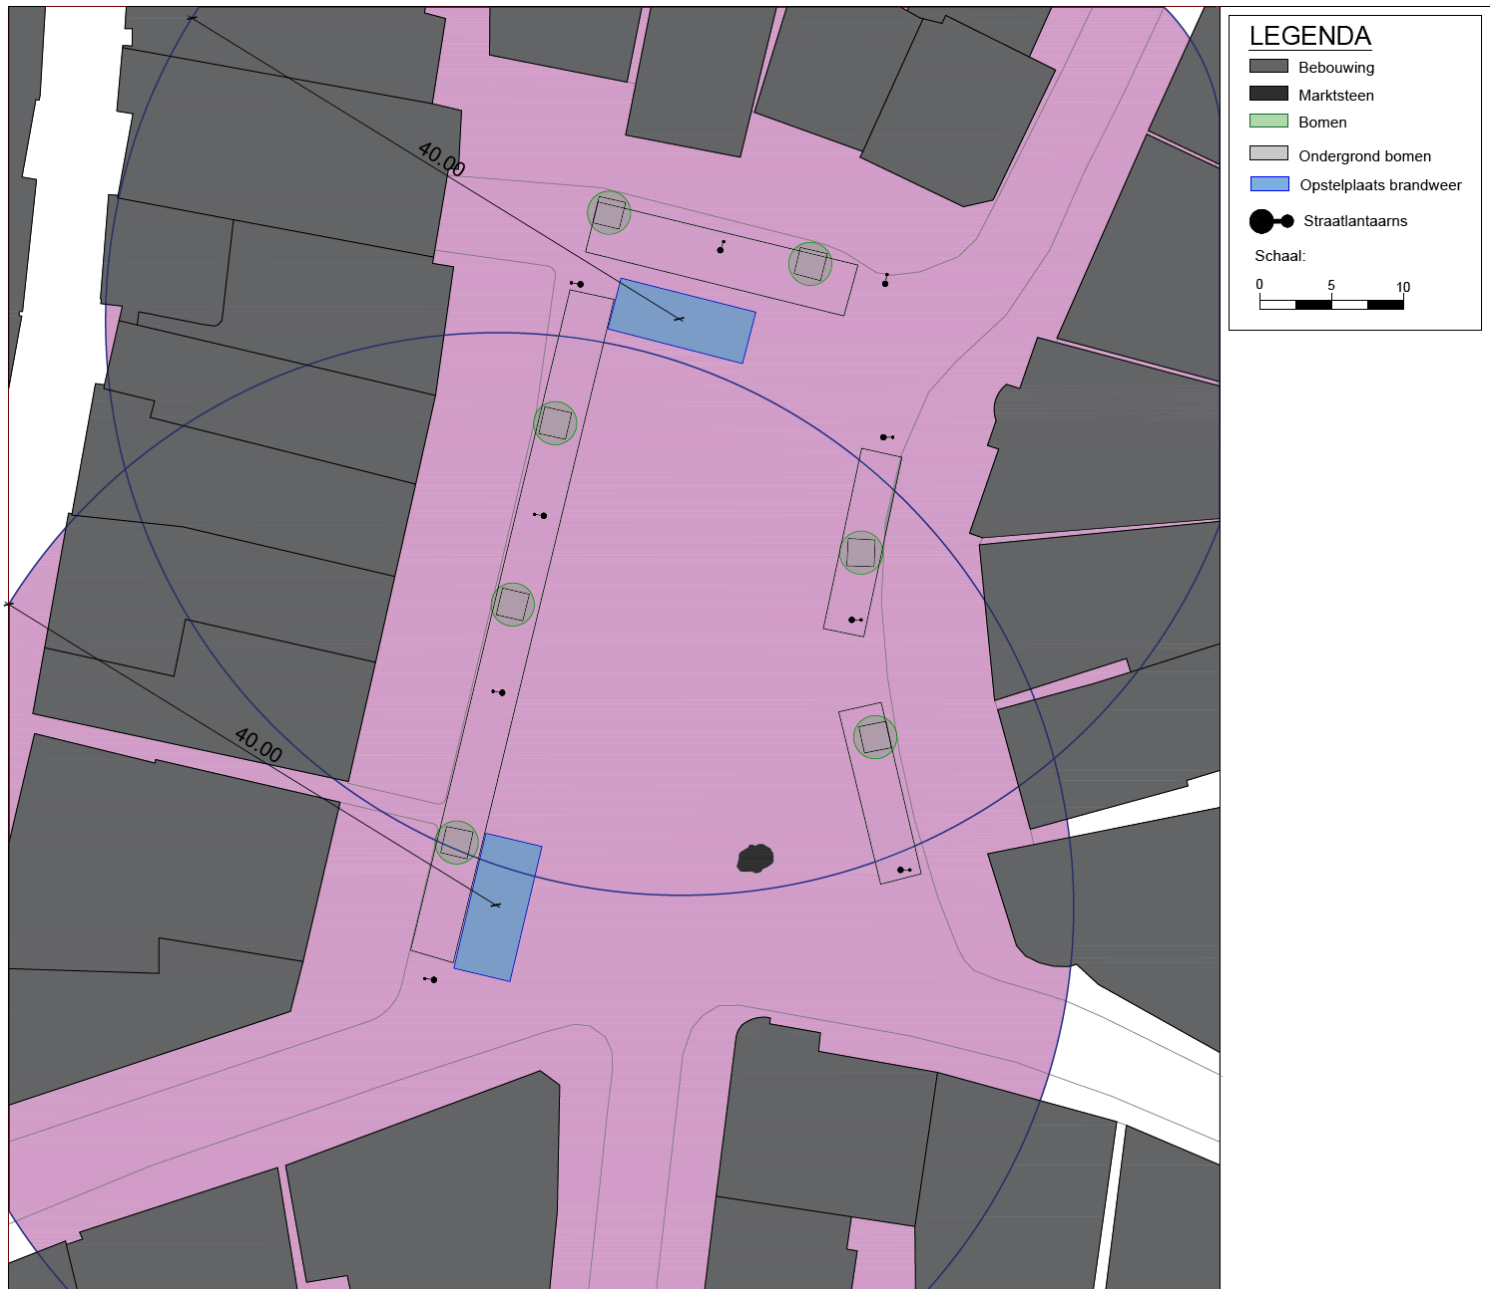 LEGENDA
Bebouwing
Marktsteen
Bomen
Ondergrond bomen
Opstelplaats brandweer
Straatlantaarns
Schaal:
0 5 10
40.00
40.00